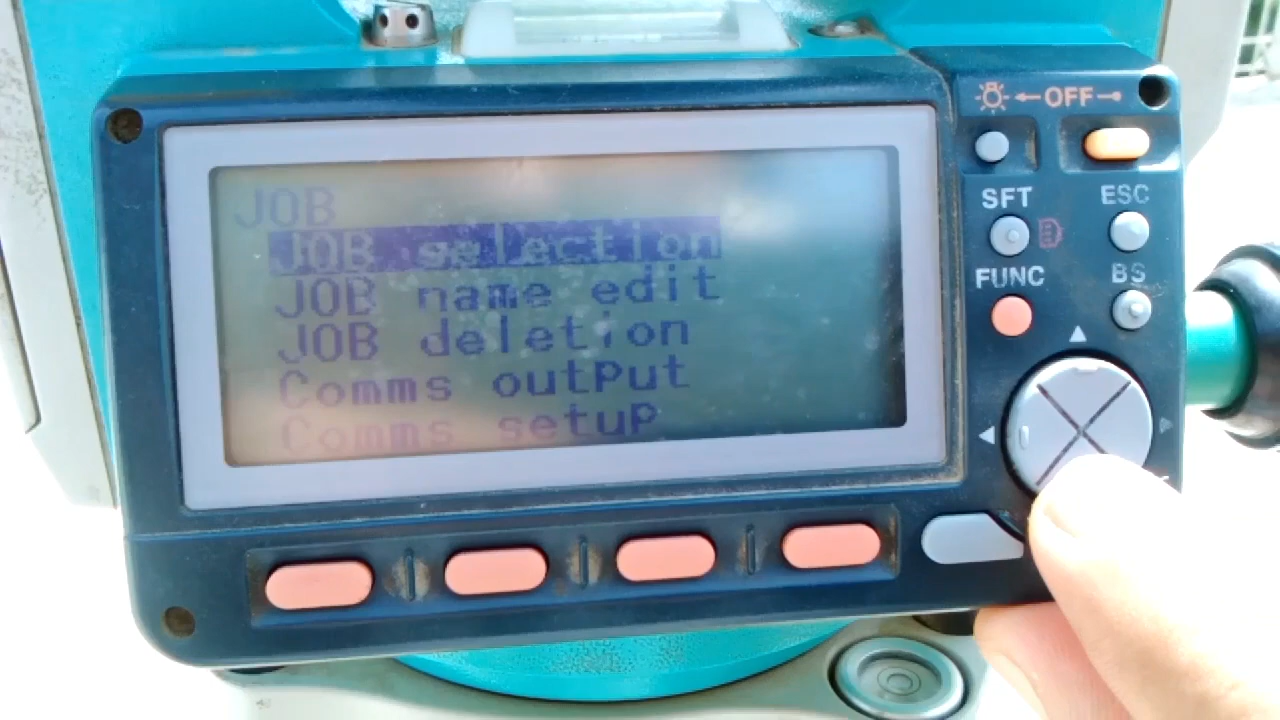 JOB
JOB selection
JOB name edit
JOB deletion
Comms output
Comms setup
OFF
SFT
ESC
FUNC
BS